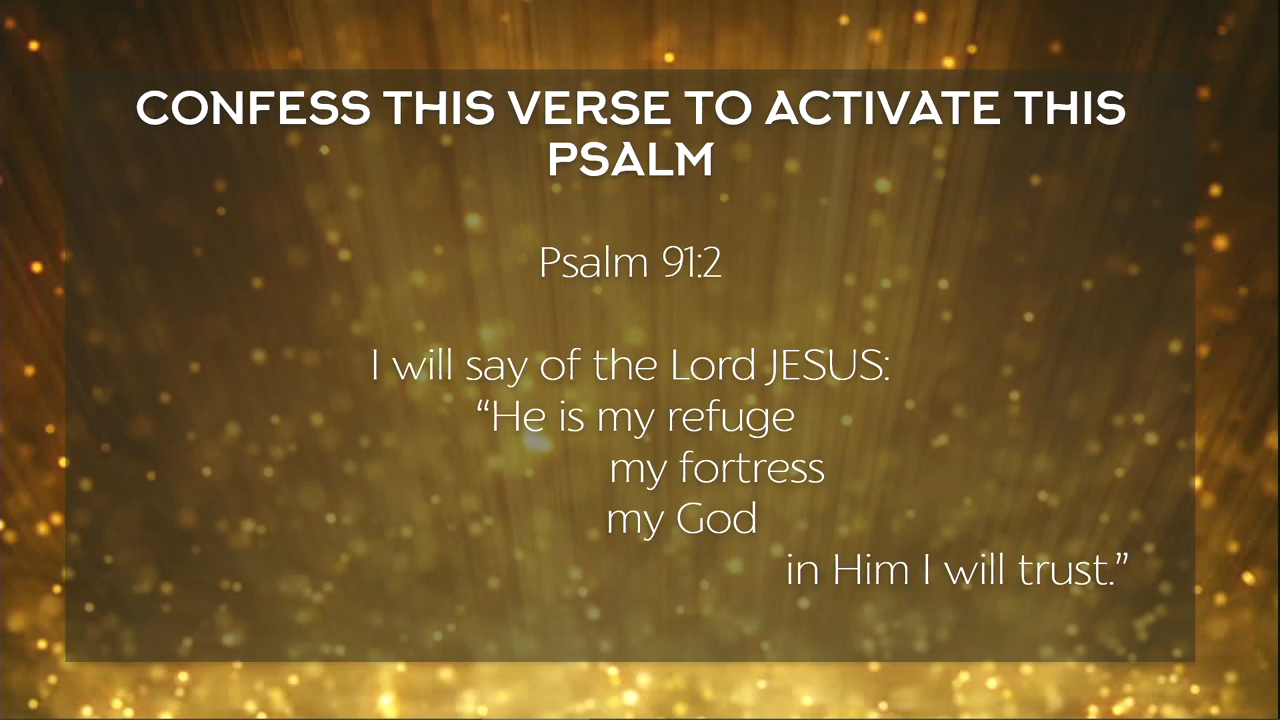 CONFESS THIS VERSE TO ACTIVATE THIS
PSALM
Psalm 91:2
I will say of the Lord JESUS:
“He is my refuge
my fortress
my God
in Him I will trust.”